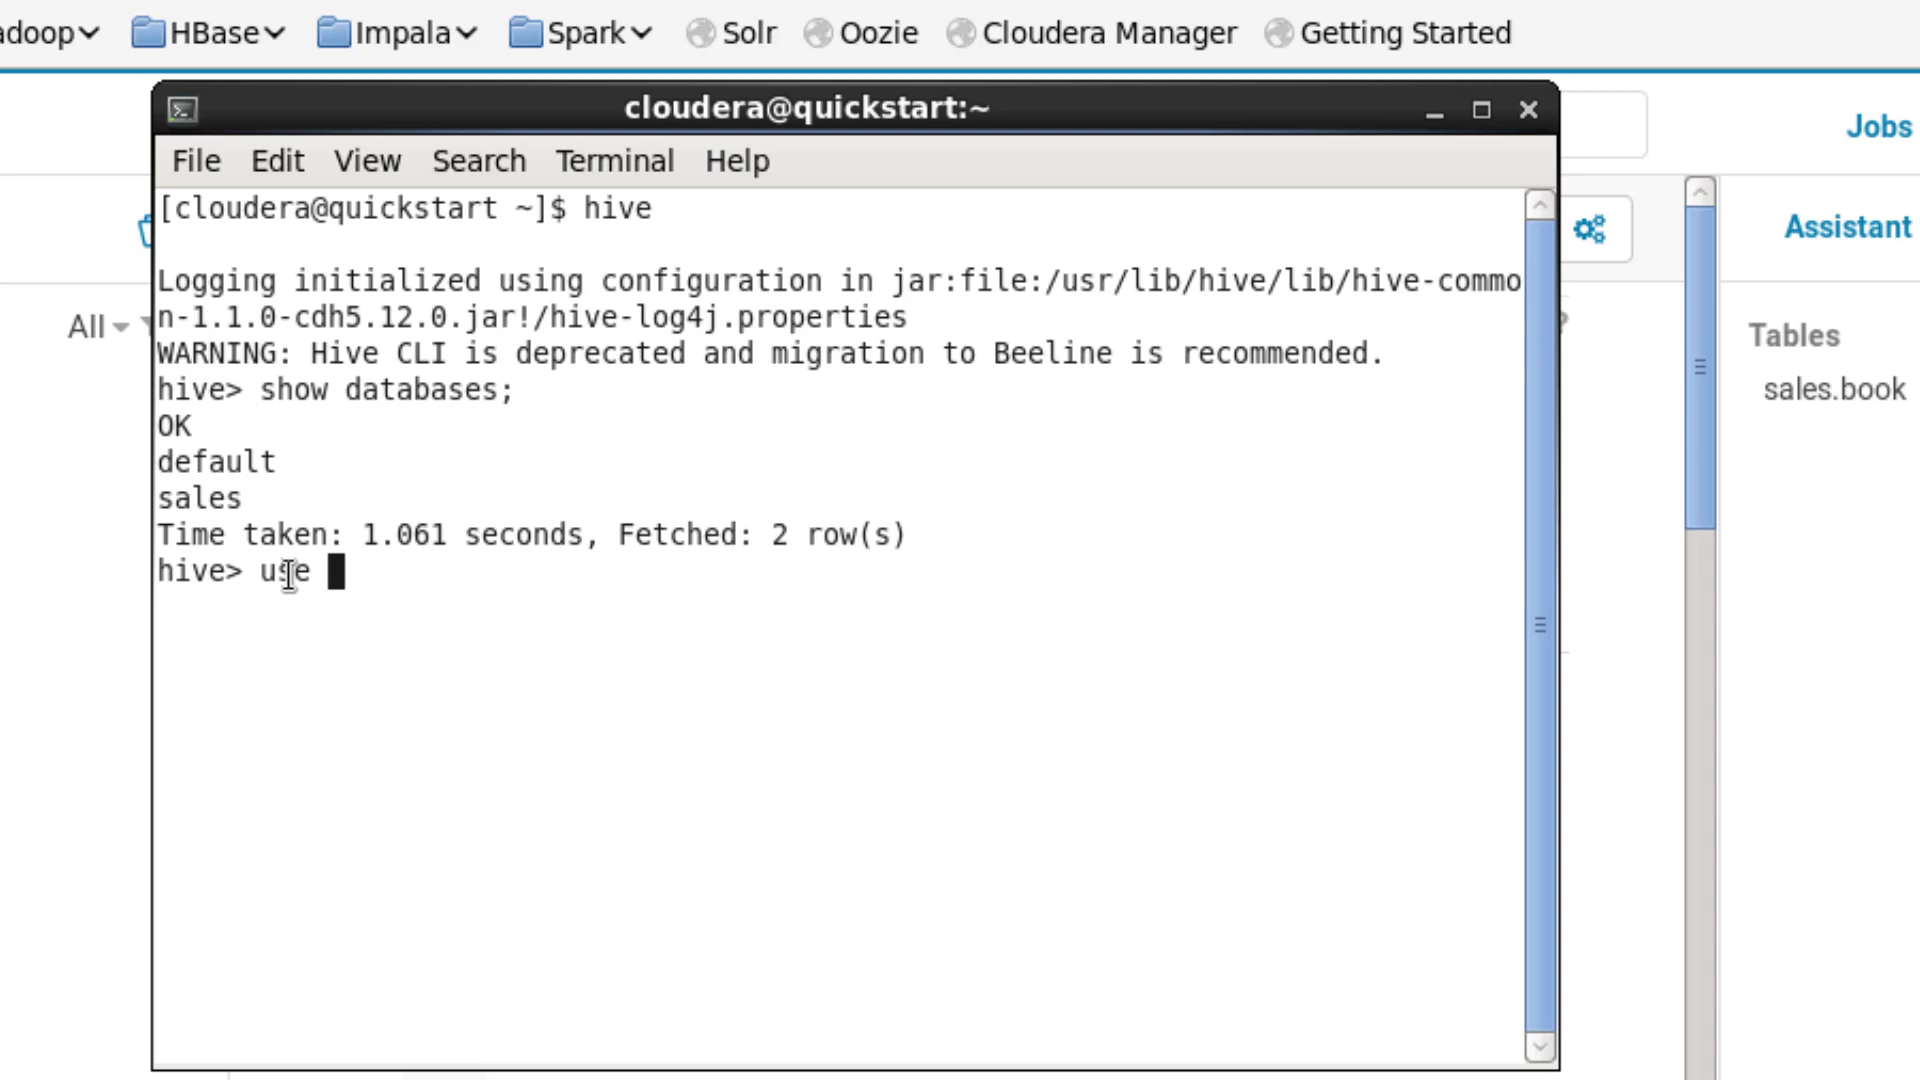 adoop HBase Impala Spark Solr Oozie Cloudera Manager Getting Started
cloudera@quickstart:~
Jobs
File Edit View Search Terminal Help
[cloudera@quickstart ~]$ hive
Assistant
Logging initialized using configuration in jar:file:/usr/lib/hive/lib/hive-commo
n-1.1.0-cdh5.12.0.jar!/hive-log4j.properties
All
Tables
WARNING: Hive CLI is deprecated and migration to Beeline is recommended.
hive> show databases;
sales.book
OK
default
sales
Time taken: 1.061 seconds, Fetched: 2 row(s)
hive> use